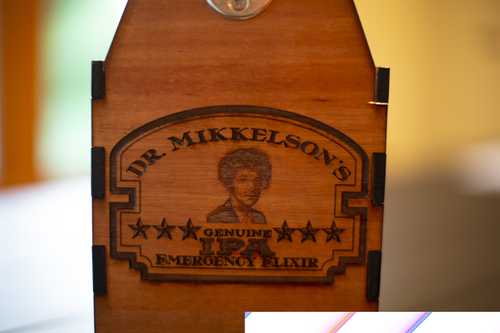 DR. MIKKELSON'S
GENUINE
IPA
EMERGENCY ELIXIR